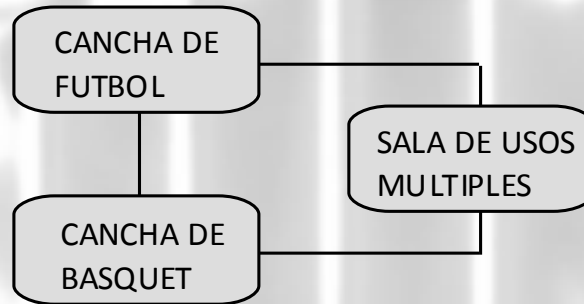 CANCHA DE
FUTBOL
SALA DE USOS
MULTIPLES
CANCHA DE
BASQUET